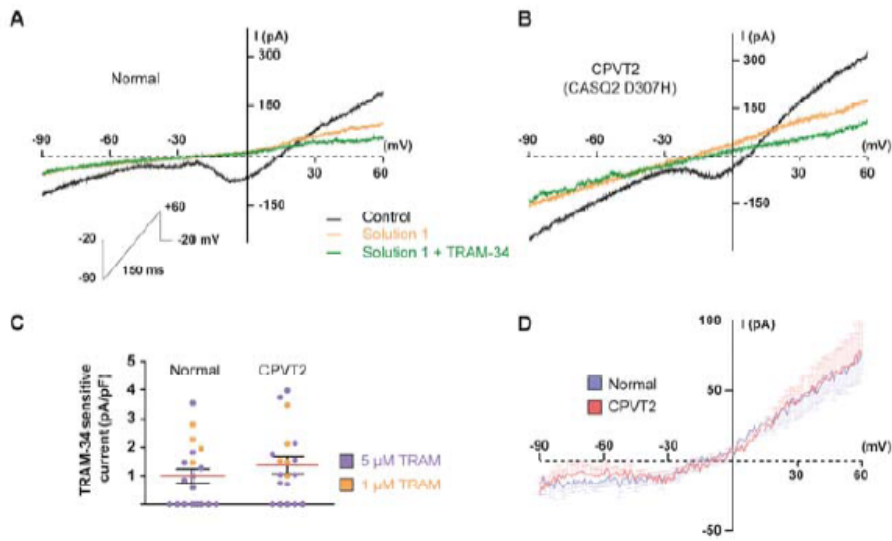 A
I (pA)
300
Normal
150
-90
-60
-30
(mV)
30
60
-150
+60
-20
-20 mV
-90
150 ms
Control
Solution 1
Solution 1 + TRAM-34
B
I (pA)
300
CPVT2
(CASQ2 D307H)
150
-90
-60
-30
(mV)
30
60
-150
C
TRAM-34 sensitive
current (pA/pF)
5
4
3
2
1
Normal
CPVT2
5 µM TRAM
1 µM TRAM
D
100
I (pA)
50
Normal
CPVT2
-90
-60
-30
(mV)
30
60
-50